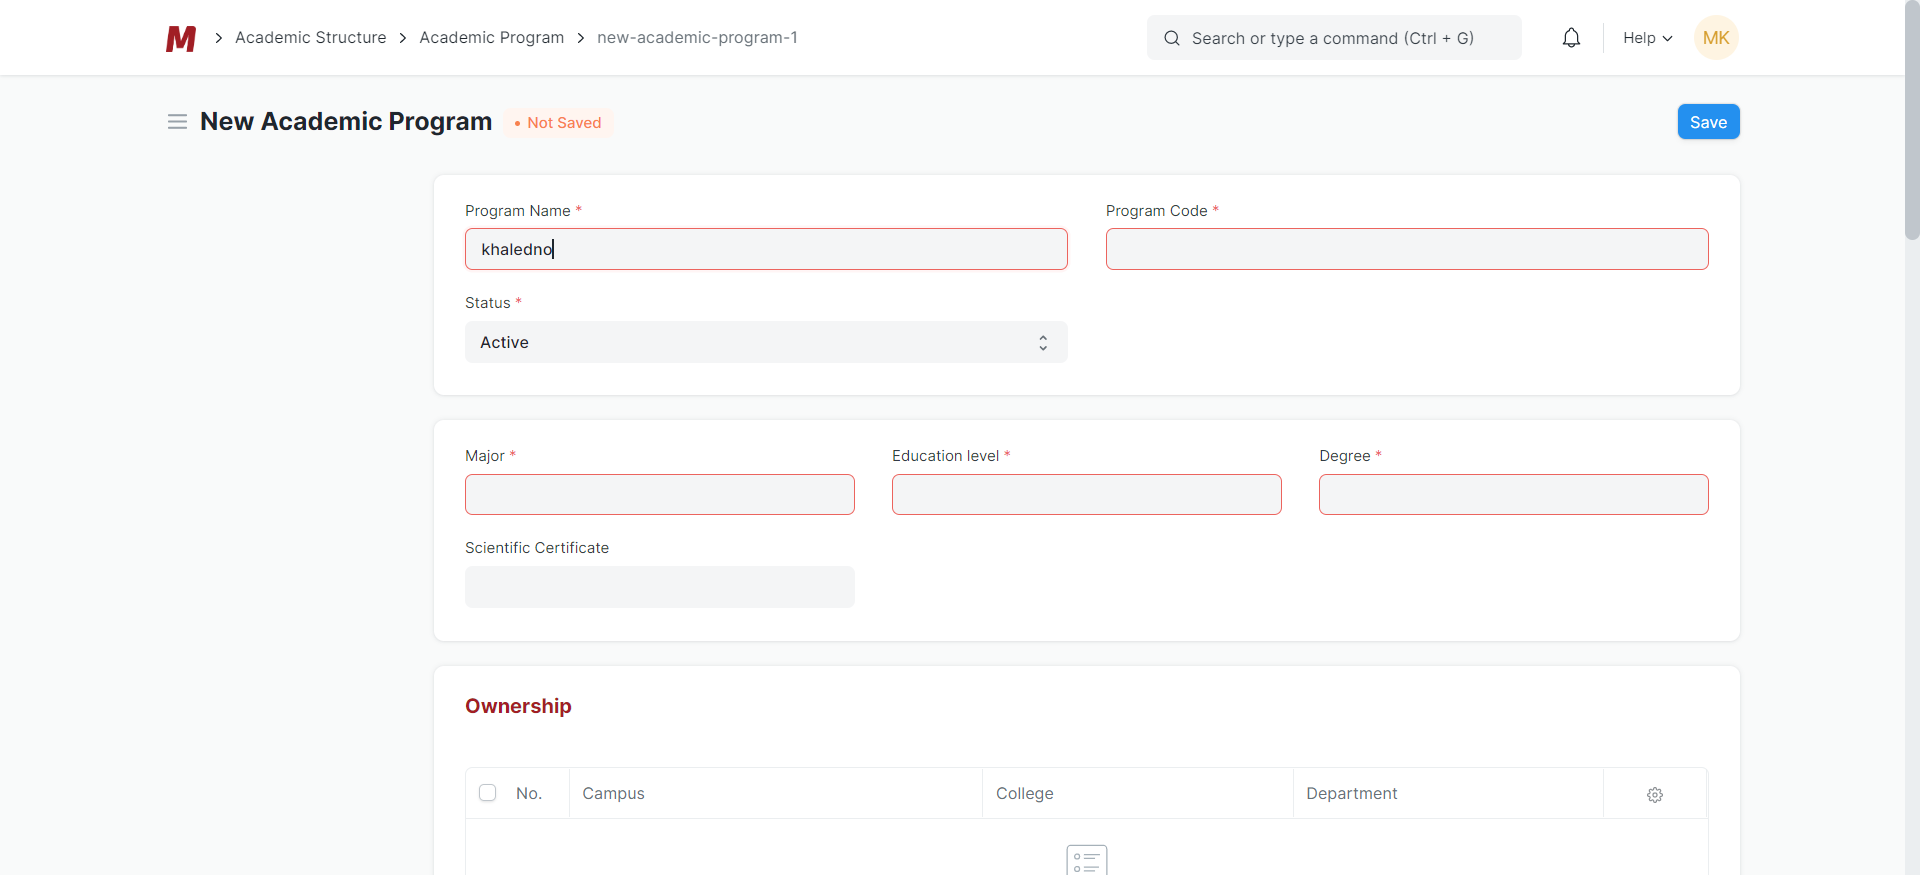 M > Academic Structure > Academic Program > new-academic-program-1
Search or type a command (Ctrl + G)
Help
MK
New Academic Program
• Not Saved
Save
Program Name *
Program Code *
khaledno
Status *
Active
Major *
Education level *
Degree *
Scientific Certificate
Ownership
No.
Campus
College
Department